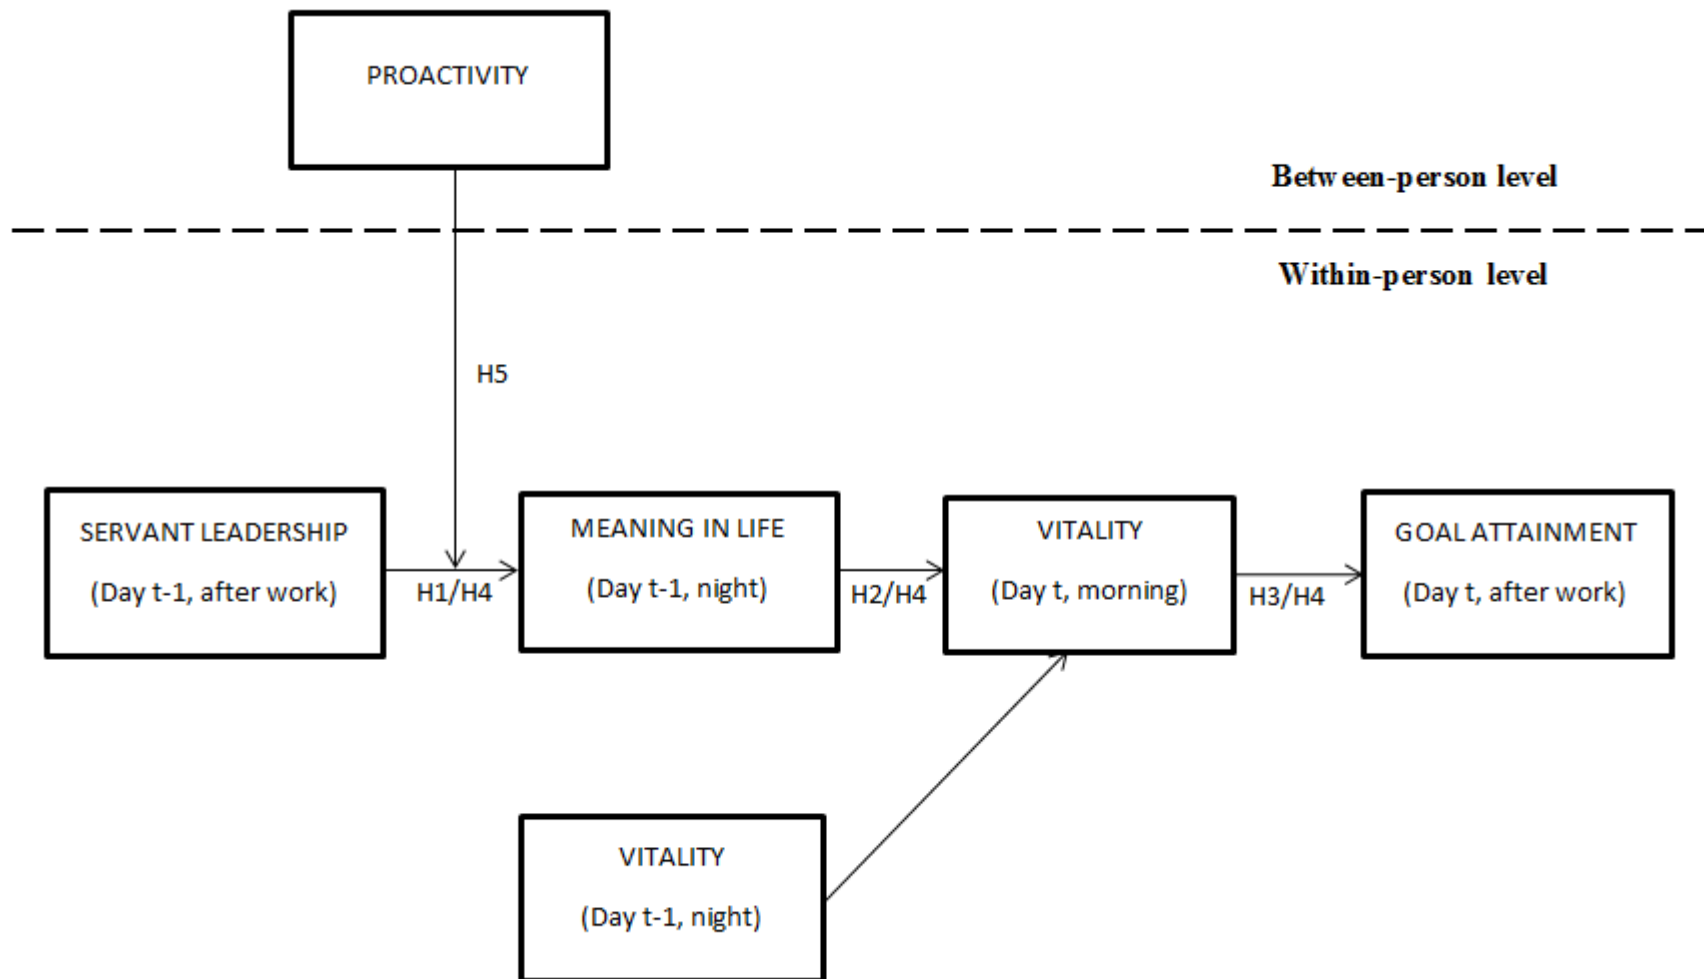 PROACTIVITY
Between-person level
Within-person level
H5
SERVANT LEADERSHIP
(Day t-1, after work)
H1/H4
MEANING IN LIFE
(Day t-1, night)
H2/H4
VITALITY
(Day t, morning)
H3/H4
GOAL ATTAINMENT
(Day t, after work)
VITALITY
(Day t-1, night)